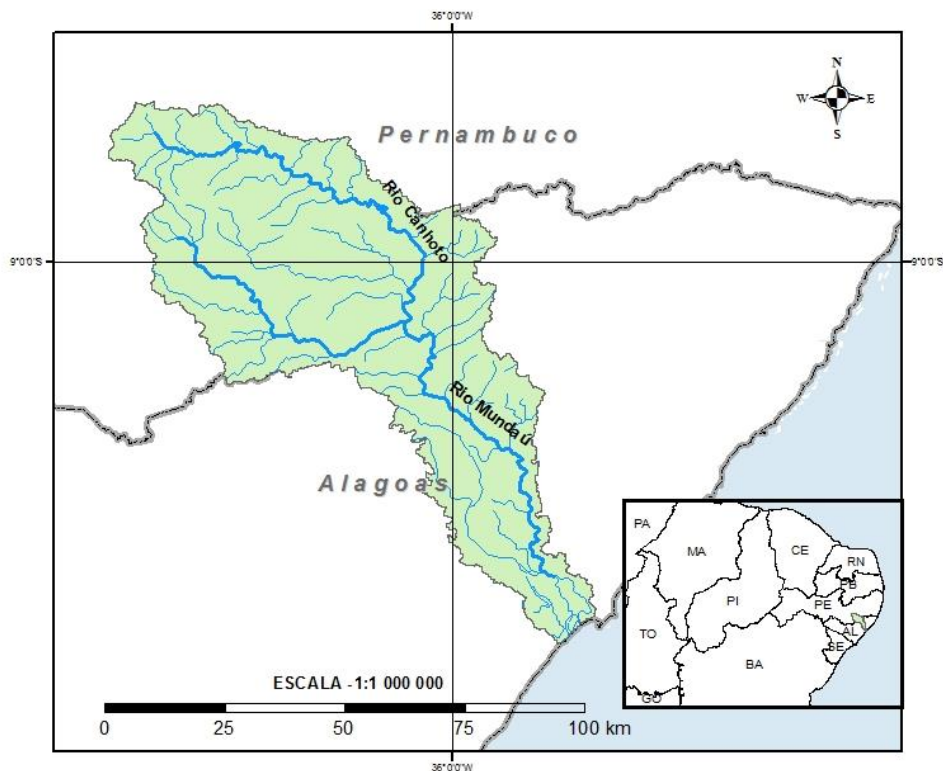 36°0'0"W
N
W
E
S
Pernambuco
Rio Canhoto
9°0'0'S
9°0'0'S
Rio Mundaú
Alagoas
PA
MA
CE
RN
PB
PI
PE
AL
SE
TO
BA
GO
ESCALA -1:1 000 000
0 25 50 75 100 km
36°0'0"W